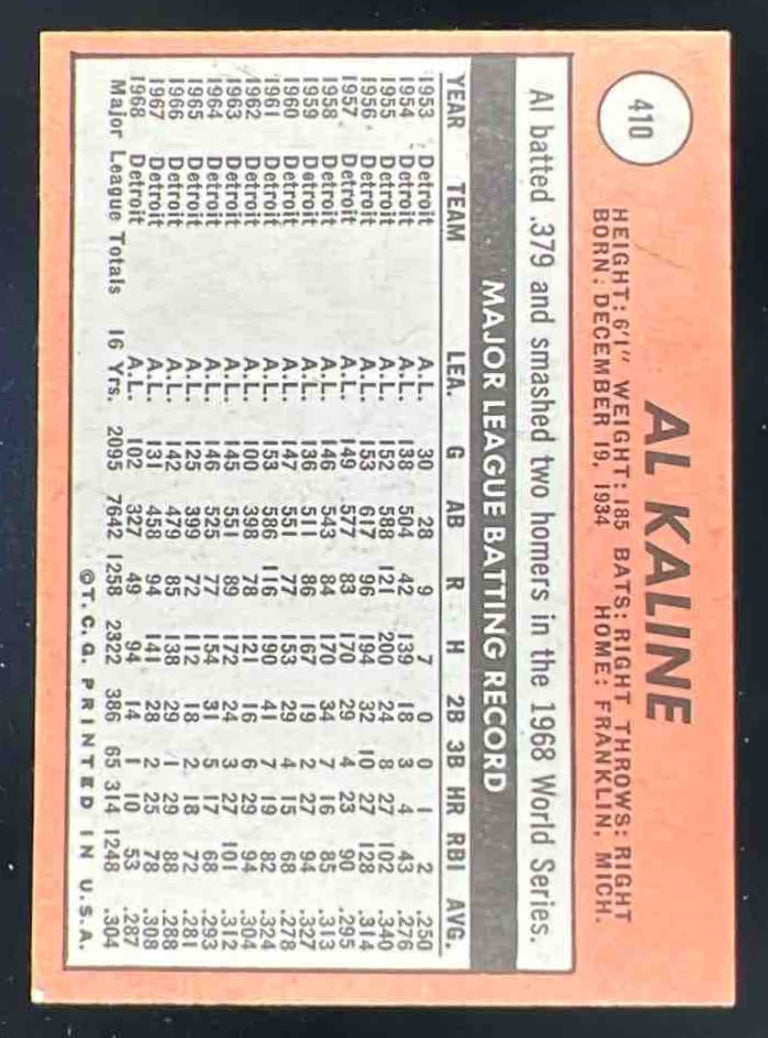 410
AL KALINE
HEIGHT: 6'1" WEIGHT: 185 BATS: RIGHT THROWS: RIGHT
BORN: DECEMBER 19, 1934 HOME: FRANKLIN, MICH.
Al batted .379 and smashed two homers in the 1968 World Series.
MAJOR LEAGUE BATTING RECORD
YEAR TEAM LEA. G AB R H 2B 3B HR RBI AVG.
1953 Detroit A.L. 30 28 9 7 0 0 1 2 .250
1954 Detroit A.L. 138 504 42 139 18 3 4 43 .276
1955 Detroit A.L. 152 588 121 200 24 8 27 102 .340
1956 Detroit A.L. 153 617 96 194 32 10 27 128 .314
1957 Detroit A.L. 149 577 83 170 29 4 23 90 .295
1958 Detroit A.L. 146 543 84 170 34 7 16 85 .313
1959 Detroit A.L. 136 511 86 167 19 2 27 94 .327
1960 Detroit A.L. 147 551 77 153 29 4 15 68 .278
1961 Detroit A.L. 153 586 116 190 41 7 19 82 .324
1962 Detroit A.L. 100 398 78 121 16 6 29 94 .304
1963 Detroit A.L. 145 551 89 172 24 3 27 101 .312
1964 Detroit A.L. 146 525 77 154 31 5 17 68 .293
1965 Detroit A.L. 125 399 72 112 18 2 18 72 .281
1966 Detroit A.L. 142 479 85 138 29 1 29 88 .288
1967 Detroit A.L. 131 458 94 141 28 2 25 78 .308
1968 Detroit A.L. 102 327 49 94 14 1 10 53 .287
Major League Totals 16 Yrs. 2095 7642 1258 2322 386 65 314 1248 .304
©T.C.G. PRINTED IN U.S.A.